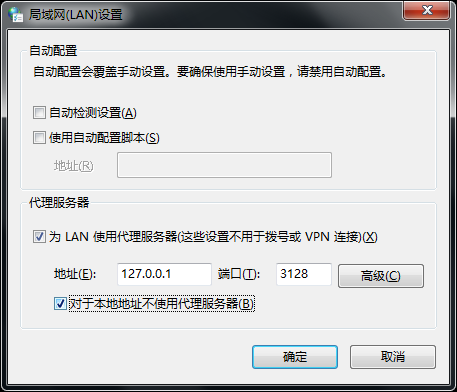 局域网(LAN)设置
自动配置
自动配置会覆盖手动设置。要确保使用手动设置，请禁用自动配置。
自动检测设置(A)
使用自动配置脚本(S)
地址(R)
代理服务器
为 LAN 使用代理服务器(这些设置不用于拨号或 VPN 连接)(X)
地址(E): 127.0.0.1 端口(T): 3128 高级(C)
对于本地地址不使用代理服务器(B)
确定 取消